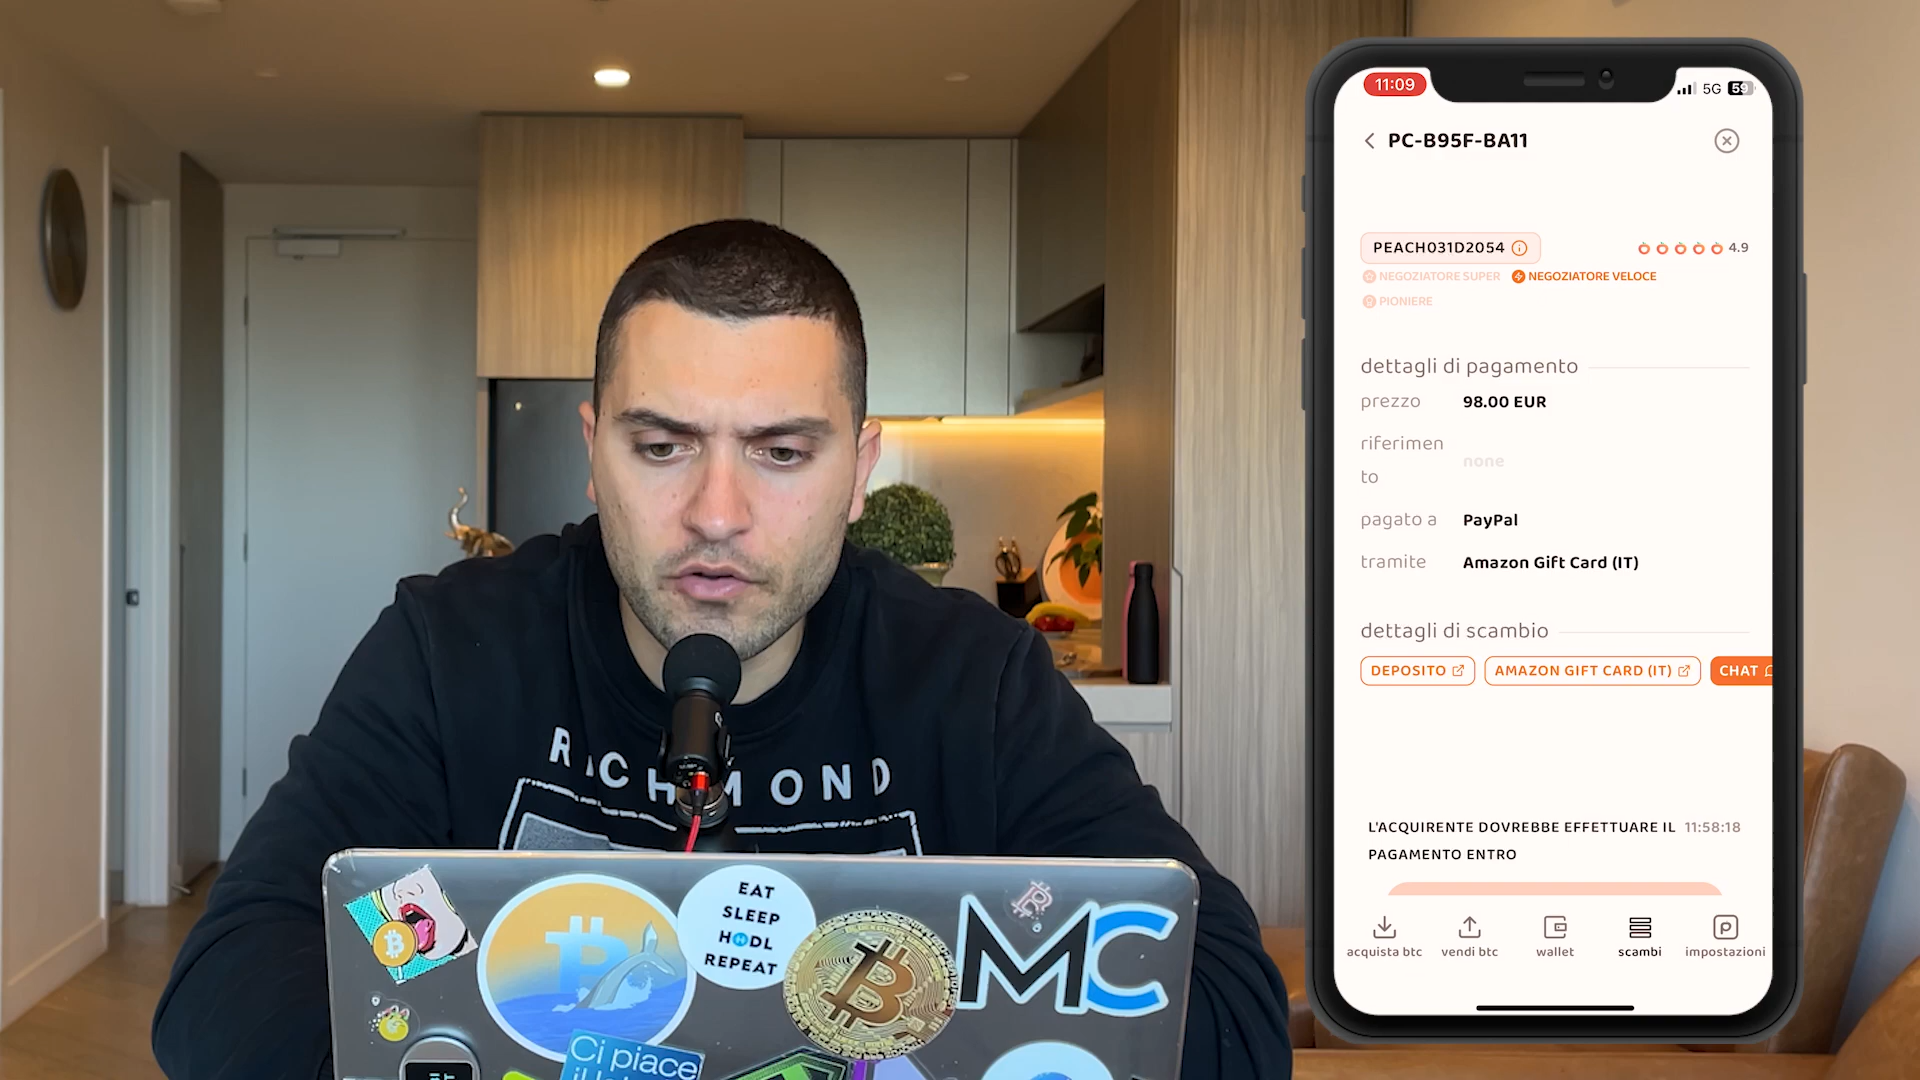 11:09
5G
59
PC-B95F-BA11
PEACH031D2054
4.9
NEGOZIATORE SUPER
NEGOZIATORE VELOCE
PIONIERE
dettagli di pagamento
prezzo 98.00 EUR
riferimen
to
none
pagato a PayPal
tramite Amazon Gift Card (IT)
dettagli di scambio
DEPOSITO
AMAZON GIFT CARD (IT)
CHAT
L'ACQUIRENTE DOVREBBE EFFETTUARE IL 11:58:18
PAGAMENTO ENTRO
acquista btc
vendi btc
wallet
scambi
impostazioni
RICHMOND
EAT
SLEEP
HODL
REPEAT
MC
Ci piace